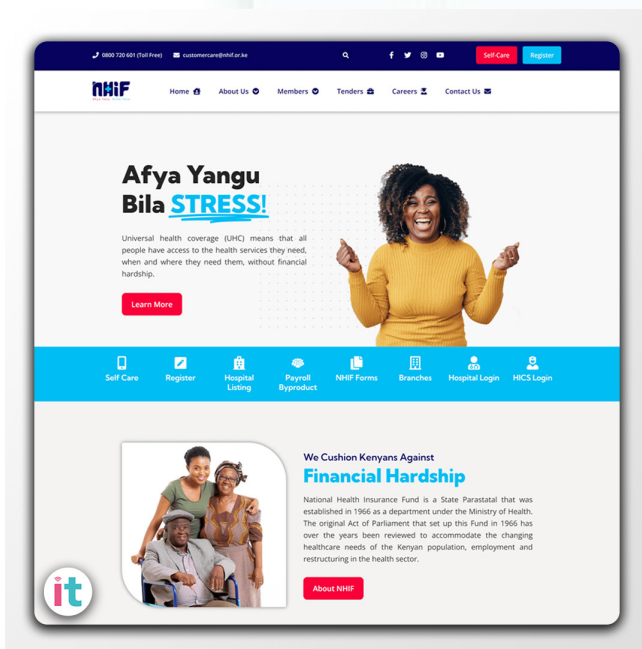 0800 720 601 (Toll Free) customercare@nhif.or.ke Self-Care Register
NHiF Home About Us Members Tenders Careers Contact Us
Afya Yangu
Bila STRESS!
Universal health coverage (UHC) means that all
people have access to the health services they need,
when and where they need them, without financial
hardship.
Learn More
Self Care Register Hospital Listing Payroll Byproduct NHIF Forms Branches Hospital Login HICS Login
We Cushion Kenyans Against
Financial Hardship
National Health Insurance Fund is a State Parastatal that was
established in 1966 as a department under the Ministry of Health.
The original Act of Parliament that set up this Fund in 1966 has
over the years been reviewed to accommodate the changing
healthcare needs of the Kenyan population, employment and
restructuring in the health sector.
About NHIF
it